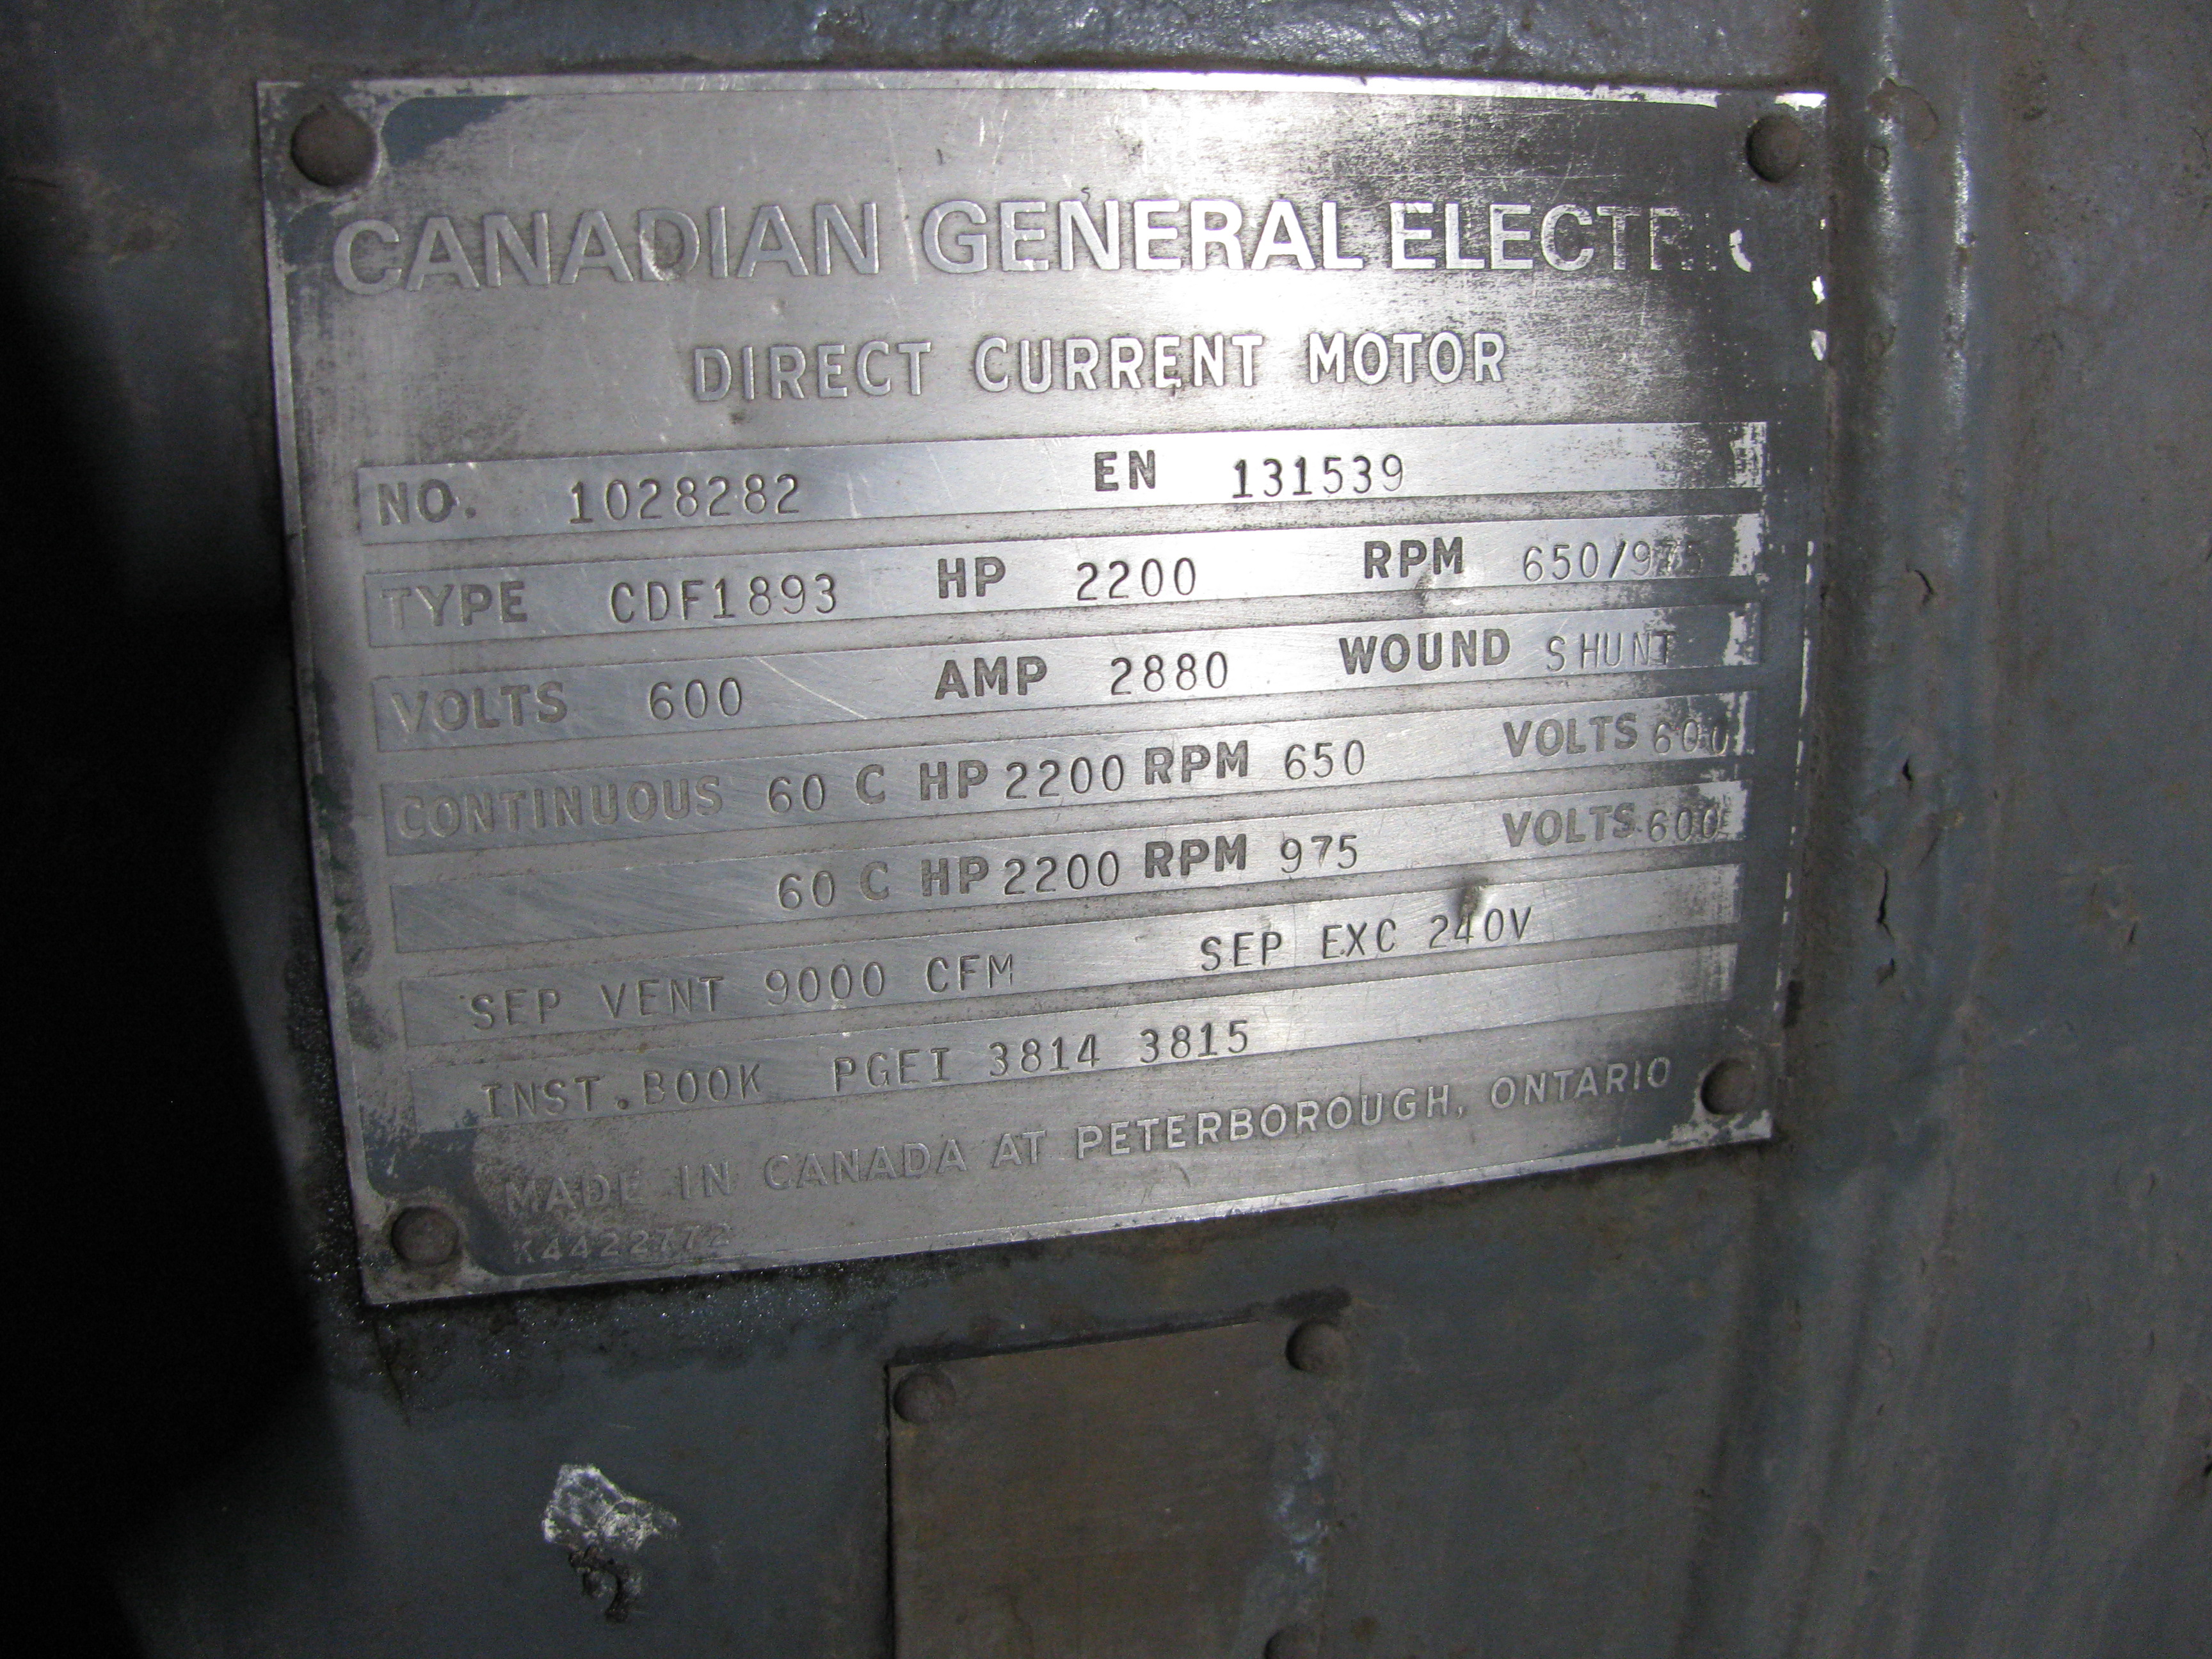 CANADIAN GENERAL ELECTRIC
DIRECT CURRENT MOTOR
NO. 1028282 EN 131539
TYPE CDF1893 HP 2200 RPM 650/975
VOLTS 600 AMP 2880 WOUND SHUNT
CONTINUOUS 60 C HP 2200 RPM 650 VOLTS 600
60 C HP 2200 RPM 975 VOLTS 600
SEP VENT 9000 CFM SEP EXC 240V
INST. BOOK PGEI 3814 3815
MADE IN CANADA AT PETERBOROUGH, ONTARIO
K4422772